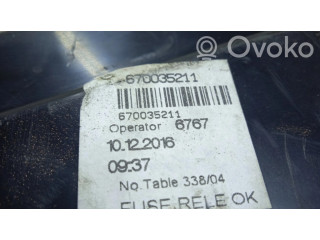 Ovoko
670035211
670035211
Operator 6767
10.12.2016
09:37
No.Table 338/04
FUSE, RELE OK